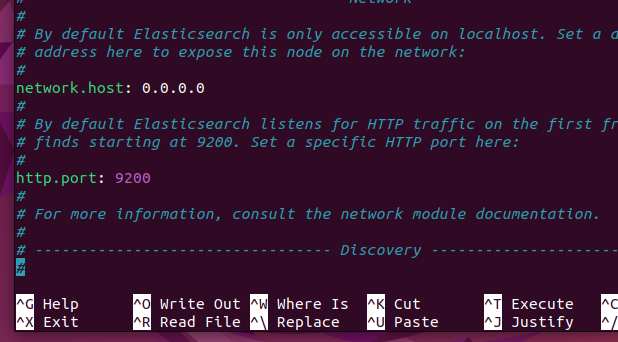 # Network
#
# By default Elasticsearch is only accessible on localhost. Set a
# address here to expose this node on the network:
#
network.host: 0.0.0.0
#
# By default Elasticsearch listens for HTTP traffic on the first
# finds starting at 9200. Set a specific HTTP port here:
#
http.port: 9200
#
# For more information, consult the network module documentation.
#
# --------------------------------- Discovery ---------------------
#
^G Help ^O Write Out ^W Where Is ^K Cut ^T Execute ^C
^X Exit ^R Read File ^\ Replace ^U Paste ^J Justify ^/